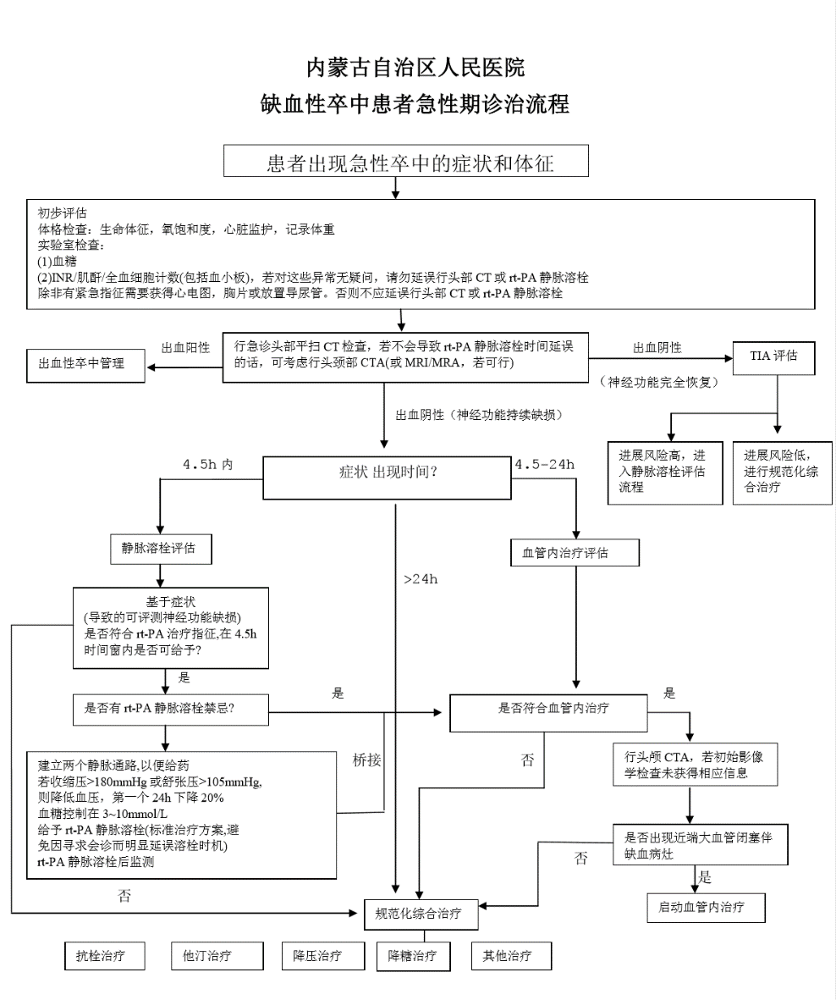 内蒙古自治区人民医院
缺血性卒中患者急性期诊治流程
患者出现急性卒中的症状和体征
初步评估
体格检查：生命体征，氧饱和度，心脏监护，记录体重
实验室检查：
(1)血糖
(2)INR/肌酐/全血细胞计数(包括血小板)，若对这些异常无疑问，请勿延误行头部 CT 或 rt-PA 静脉溶栓
除非有紧急指征需要获得心电图，胸片或放置导尿管。否则不应延误行头部 CT 或 rt-PA 静脉溶栓
出血阳性
行急诊头部平扫 CT 检查，若不会导致 rt-PA 静脉溶栓时间延误
的话，可考虑行头颈部 CTA(或 MRI/MRA，若可行)
出血阴性
（神经功能完全恢复）
出血性卒中管理
TIA 评估
出血阴性（神经功能持续缺损）
进展风险高，进
入静脉溶栓评估
流程
进展风险低，
进行规范化综
合治疗
4.5h 内
症状 出现时间？
4.5-24h
静脉溶栓评估
血管内治疗评估
>24h
基于症状
(导致的可评测神经功能缺损)
是否符合 rt-PA 治疗指征,在 4.5h
时间窗内是否可给予？
是
是否有 rt-PA 静脉溶栓禁忌？
是
是否符合血管内治疗
是
建立两个静脉通路,以便给药
若收缩压>180mmHg 或舒张压>105mmHg,
则降低血压，第一个 24h 下降 20%
血糖控制在 3~10mmol/L
给予 rt-PA 静脉溶栓(标准治疗方案,避
免因寻求会诊而明显延误溶栓时机)
rt-PA 静脉溶栓后监测
桥接
否
行头颅 CTA，若初始影像
学检查未获得相应信息
是否出现近端大血管闭塞伴
缺血病灶
否
是
启动血管内治疗
否
规范化综合治疗
抗栓治疗
他汀治疗
降压治疗
降糖治疗
其他治疗